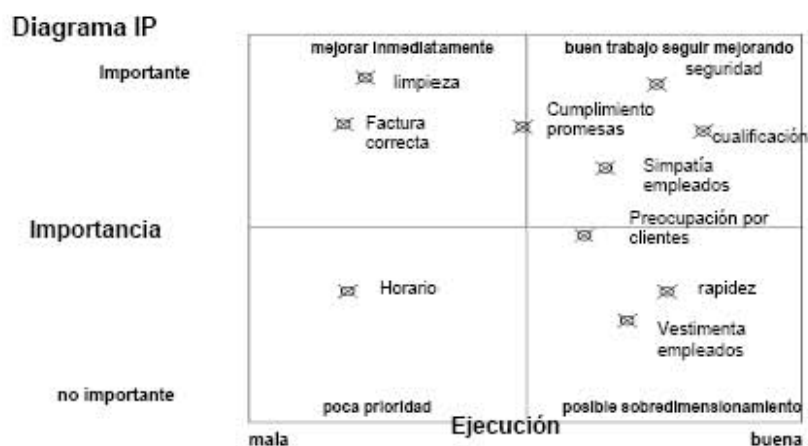 Diagrama IP
mejorar inmediatamente
buen trabajo seguir mejorando
Importante
limpieza
seguridad
Factura
correcta
Cumplimiento
promesas
cualificación
Simpatía
empleados
Importancia
Preocupación por
clientes
Horario
rapidez
Vestimenta
empleados
no importante
poca prioridad
posible sobredimensionamiento
Ejecución
mala
buena